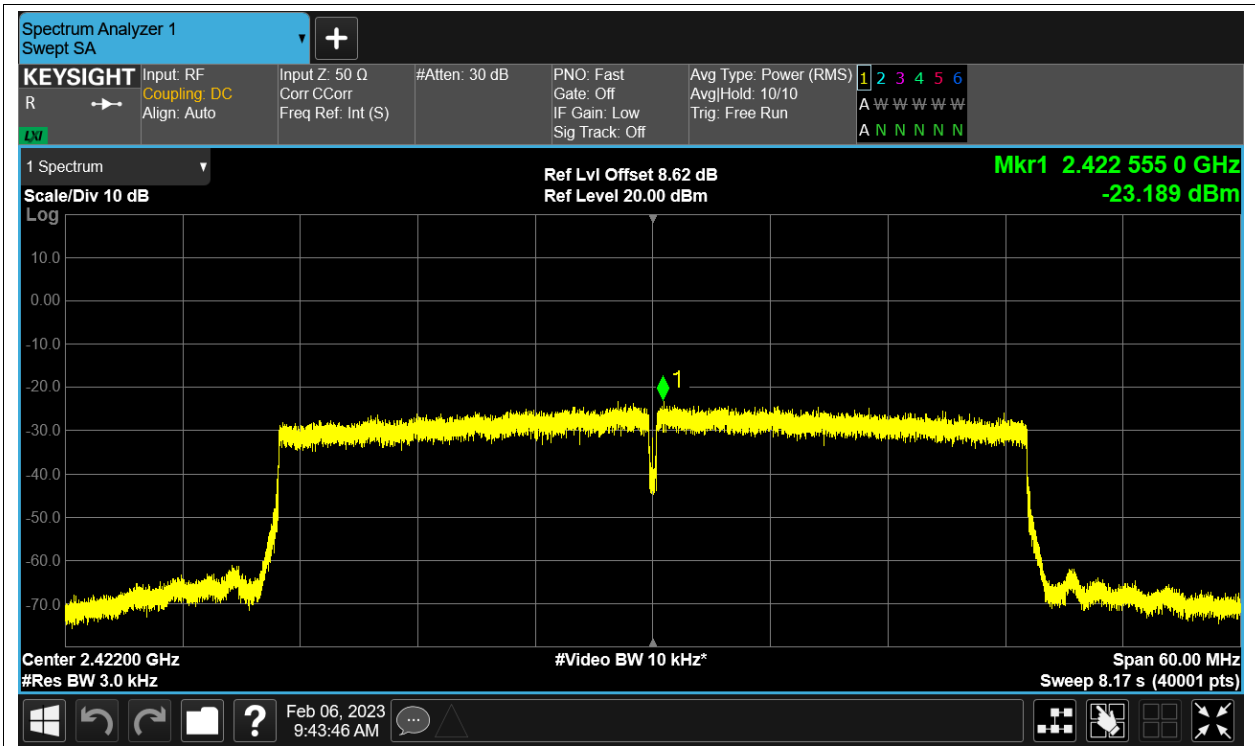 Spectrum Analyzer 1
Swept SA
KEYSIGHT
R
LXI
Input: RF
Coupling: DC
Align: Auto
Input Z: 50 Ω
Corr CCorr
Freq Ref: Int (S)
#Atten: 30 dB
PNO: Fast
Gate: Off
IF Gain: Low
Sig Track: Off
Avg Type: Power (RMS)
Avg|Hold: 10/10
Trig: Free Run
1 2 3 4 5 6
A W W W W W
A N N N N N
1 Spectrum
Scale/Div 10 dB
Log
Ref Lvl Offset 8.62 dB
Ref Level 20.00 dBm
Mkr1 2.422 555 0 GHz
-23.189 dBm
10.0
0.00
-10.0
-20.0
-30.0
-40.0
-50.0
-60.0
-70.0
1
Center 2.42200 GHz
#Res BW 3.0 kHz
#Video BW 10 kHz*
Span 60.00 MHz
Sweep 8.17 s (40001 pts)
?
Feb 06, 2023
9:43:46 AM